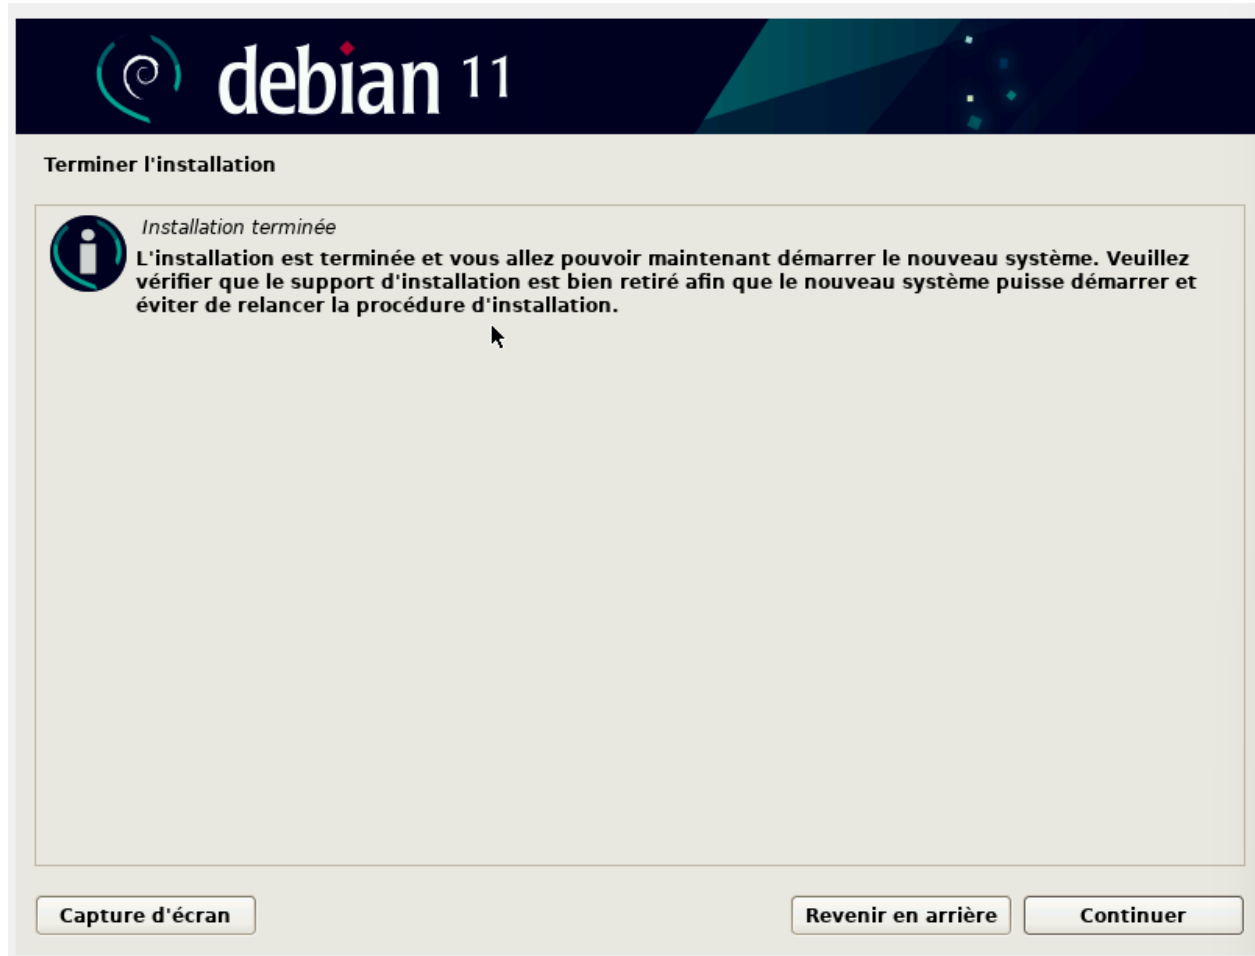 debian 11
Terminer l'installation
Installation terminée
L'installation est terminée et vous allez pouvoir maintenant démarrer le nouveau système. Veuillez
vérifier que le support d'installation est bien retiré afin que le nouveau système puisse démarrer et
éviter de relancer la procédure d'installation.
Capture d'écran
Revenir en arrière
Continuer